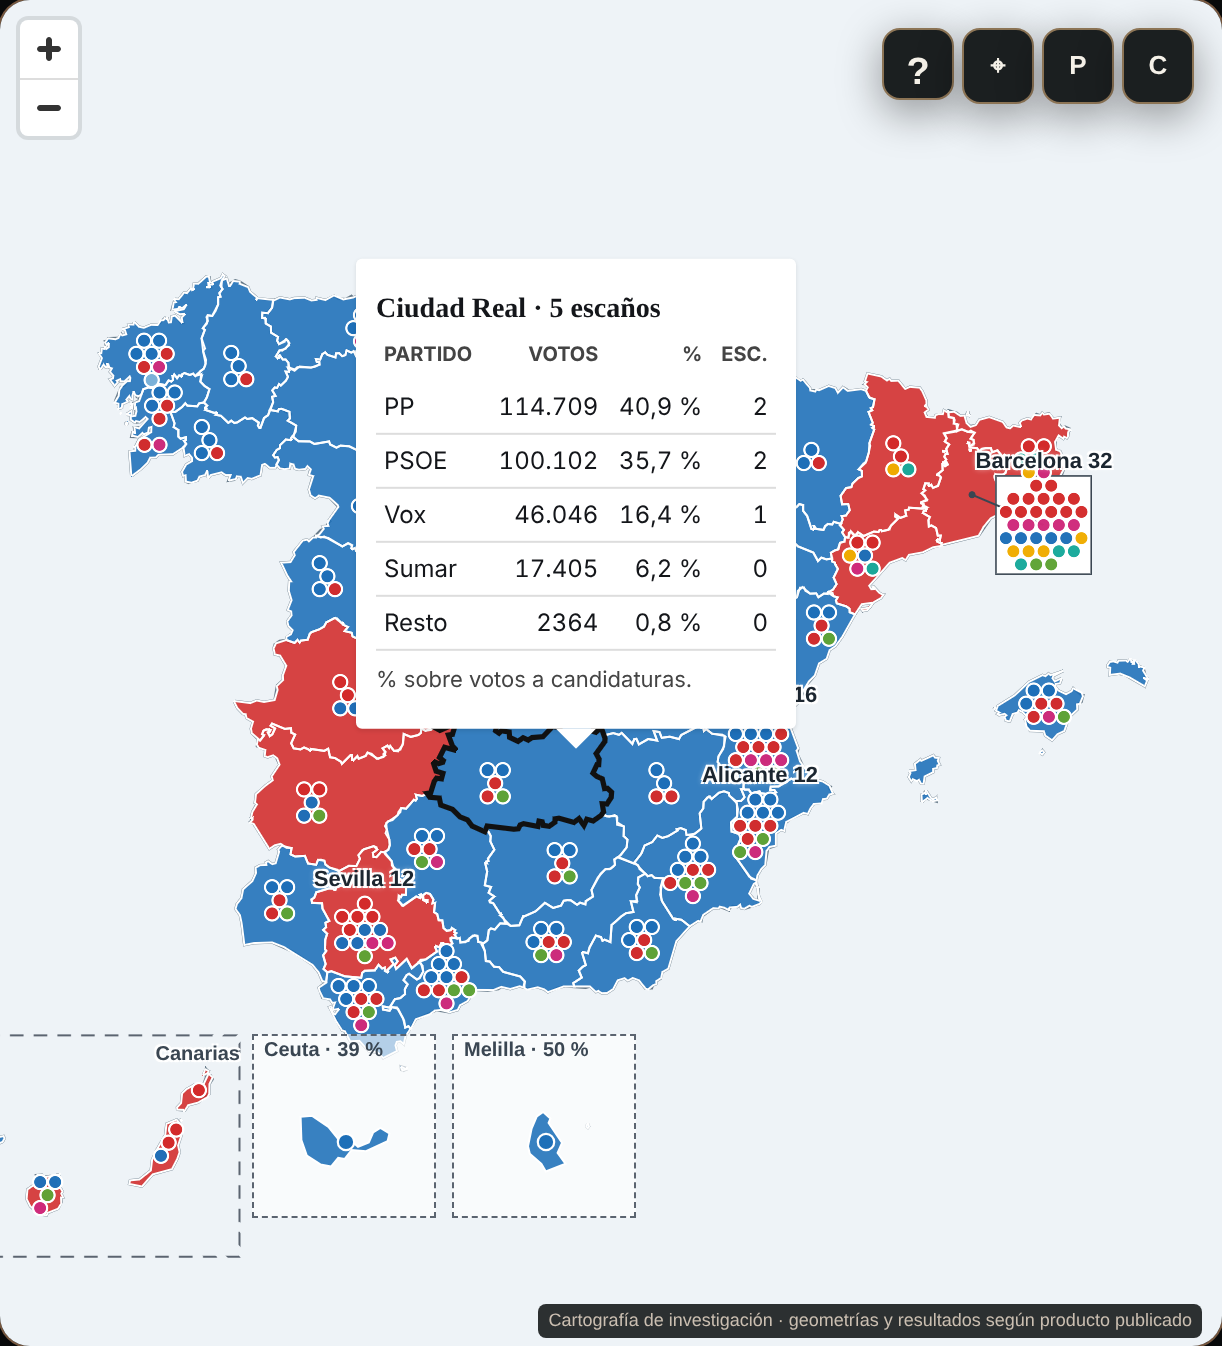 +
−
? ⌖ P C
Ciudad Real · 5 escaños
PARTIDO VOTOS % ESC.
PP 114.709 40,9 % 2
PSOE 100.102 35,7 % 2
Vox 46.046 16,4 % 1
Sumar 17.405 6,2 % 0
Resto 2364 0,8 % 0
% sobre votos a candidaturas.
Barcelona 32
16
Alicante 12
Sevilla 12
Canarias
Ceuta · 39 %
Melilla · 50 %
Cartografía de investigación · geometrías y resultados según producto publicado